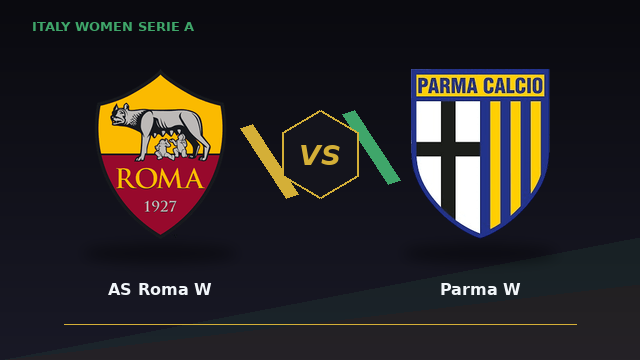 ITALY WOMEN SERIE A
PARMA CALCIO
ROMA
1927
VS
AS Roma W
Parma W